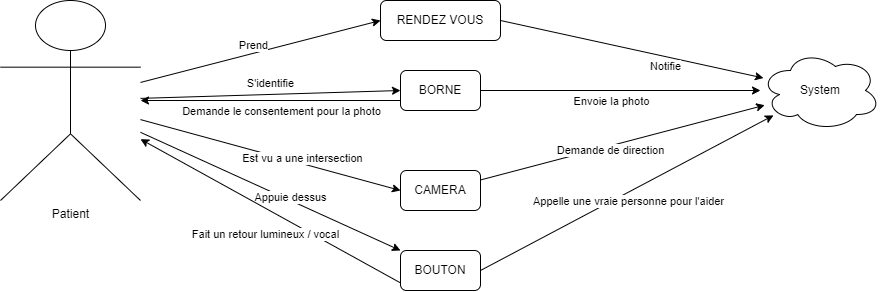 RENDEZ VOUS
Prend
Notifie
S'identifie
BORNE
Envoie la photo
System
Demande le consentement pour la photo
Est vu a une intersection
Demande de direction
CAMERA
Appuie dessus
Appelle une vraie personne pour l'aider
Patient
Fait un retour lumineux / vocal
BOUTON